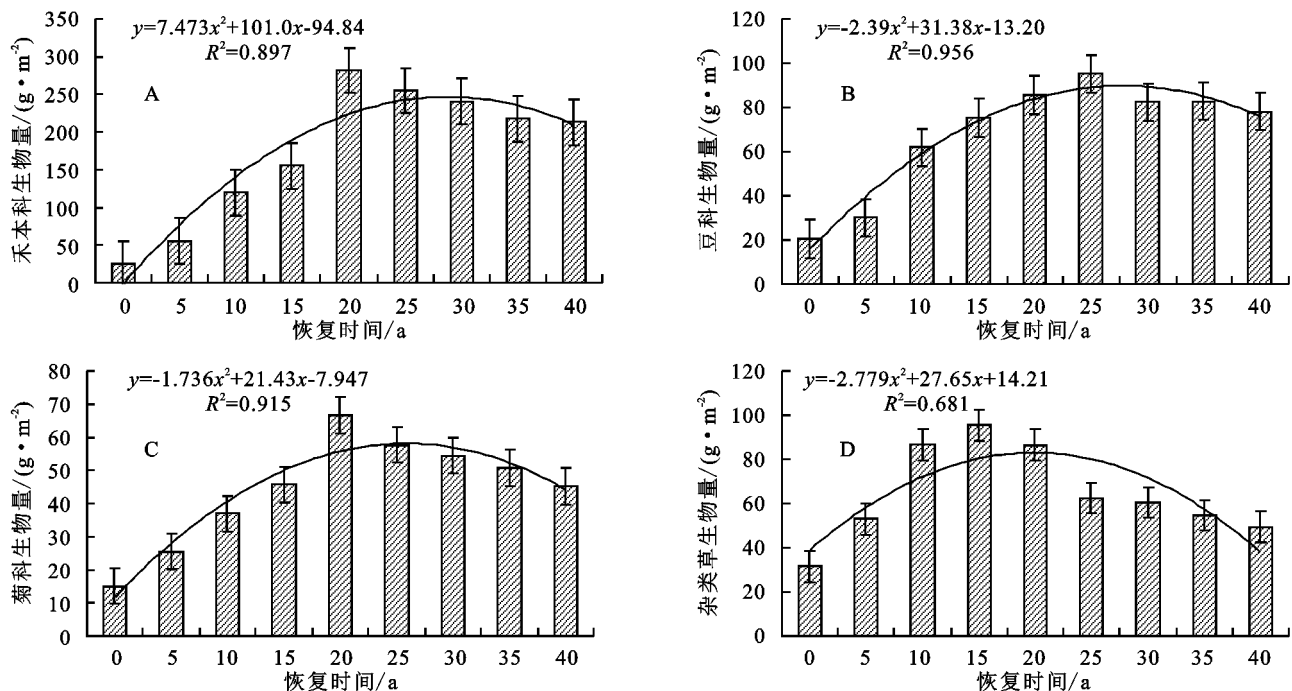 y=7.473x²+101.0x-94.84
R²=0.897
A
禾本科生物量/(g·m⁻²)
350
300
250
200
150
100
50
0
0 5 10 15 20 25 30 35 40
恢复时间/a
y=-2.39x²+31.38x-13.20
R²=0.956
B
豆科生物量/(g·m⁻²)
120
100
80
60
40
20
0
0 5 10 15 20 25 30 35 40
恢复时间/a
y=-1.736x²+21.43x-7.947
R²=0.915
C
菊科生物量/(g·m⁻²)
80
70
60
50
40
30
20
10
0
0 5 10 15 20 25 30 35 40
恢复时间/a
y=-2.779x²+27.65x+14.21
R²=0.681
D
杂类草生物量/(g·m⁻²)
120
100
80
60
40
20
0
0 5 10 15 20 25 30 35 40
恢复时间/a